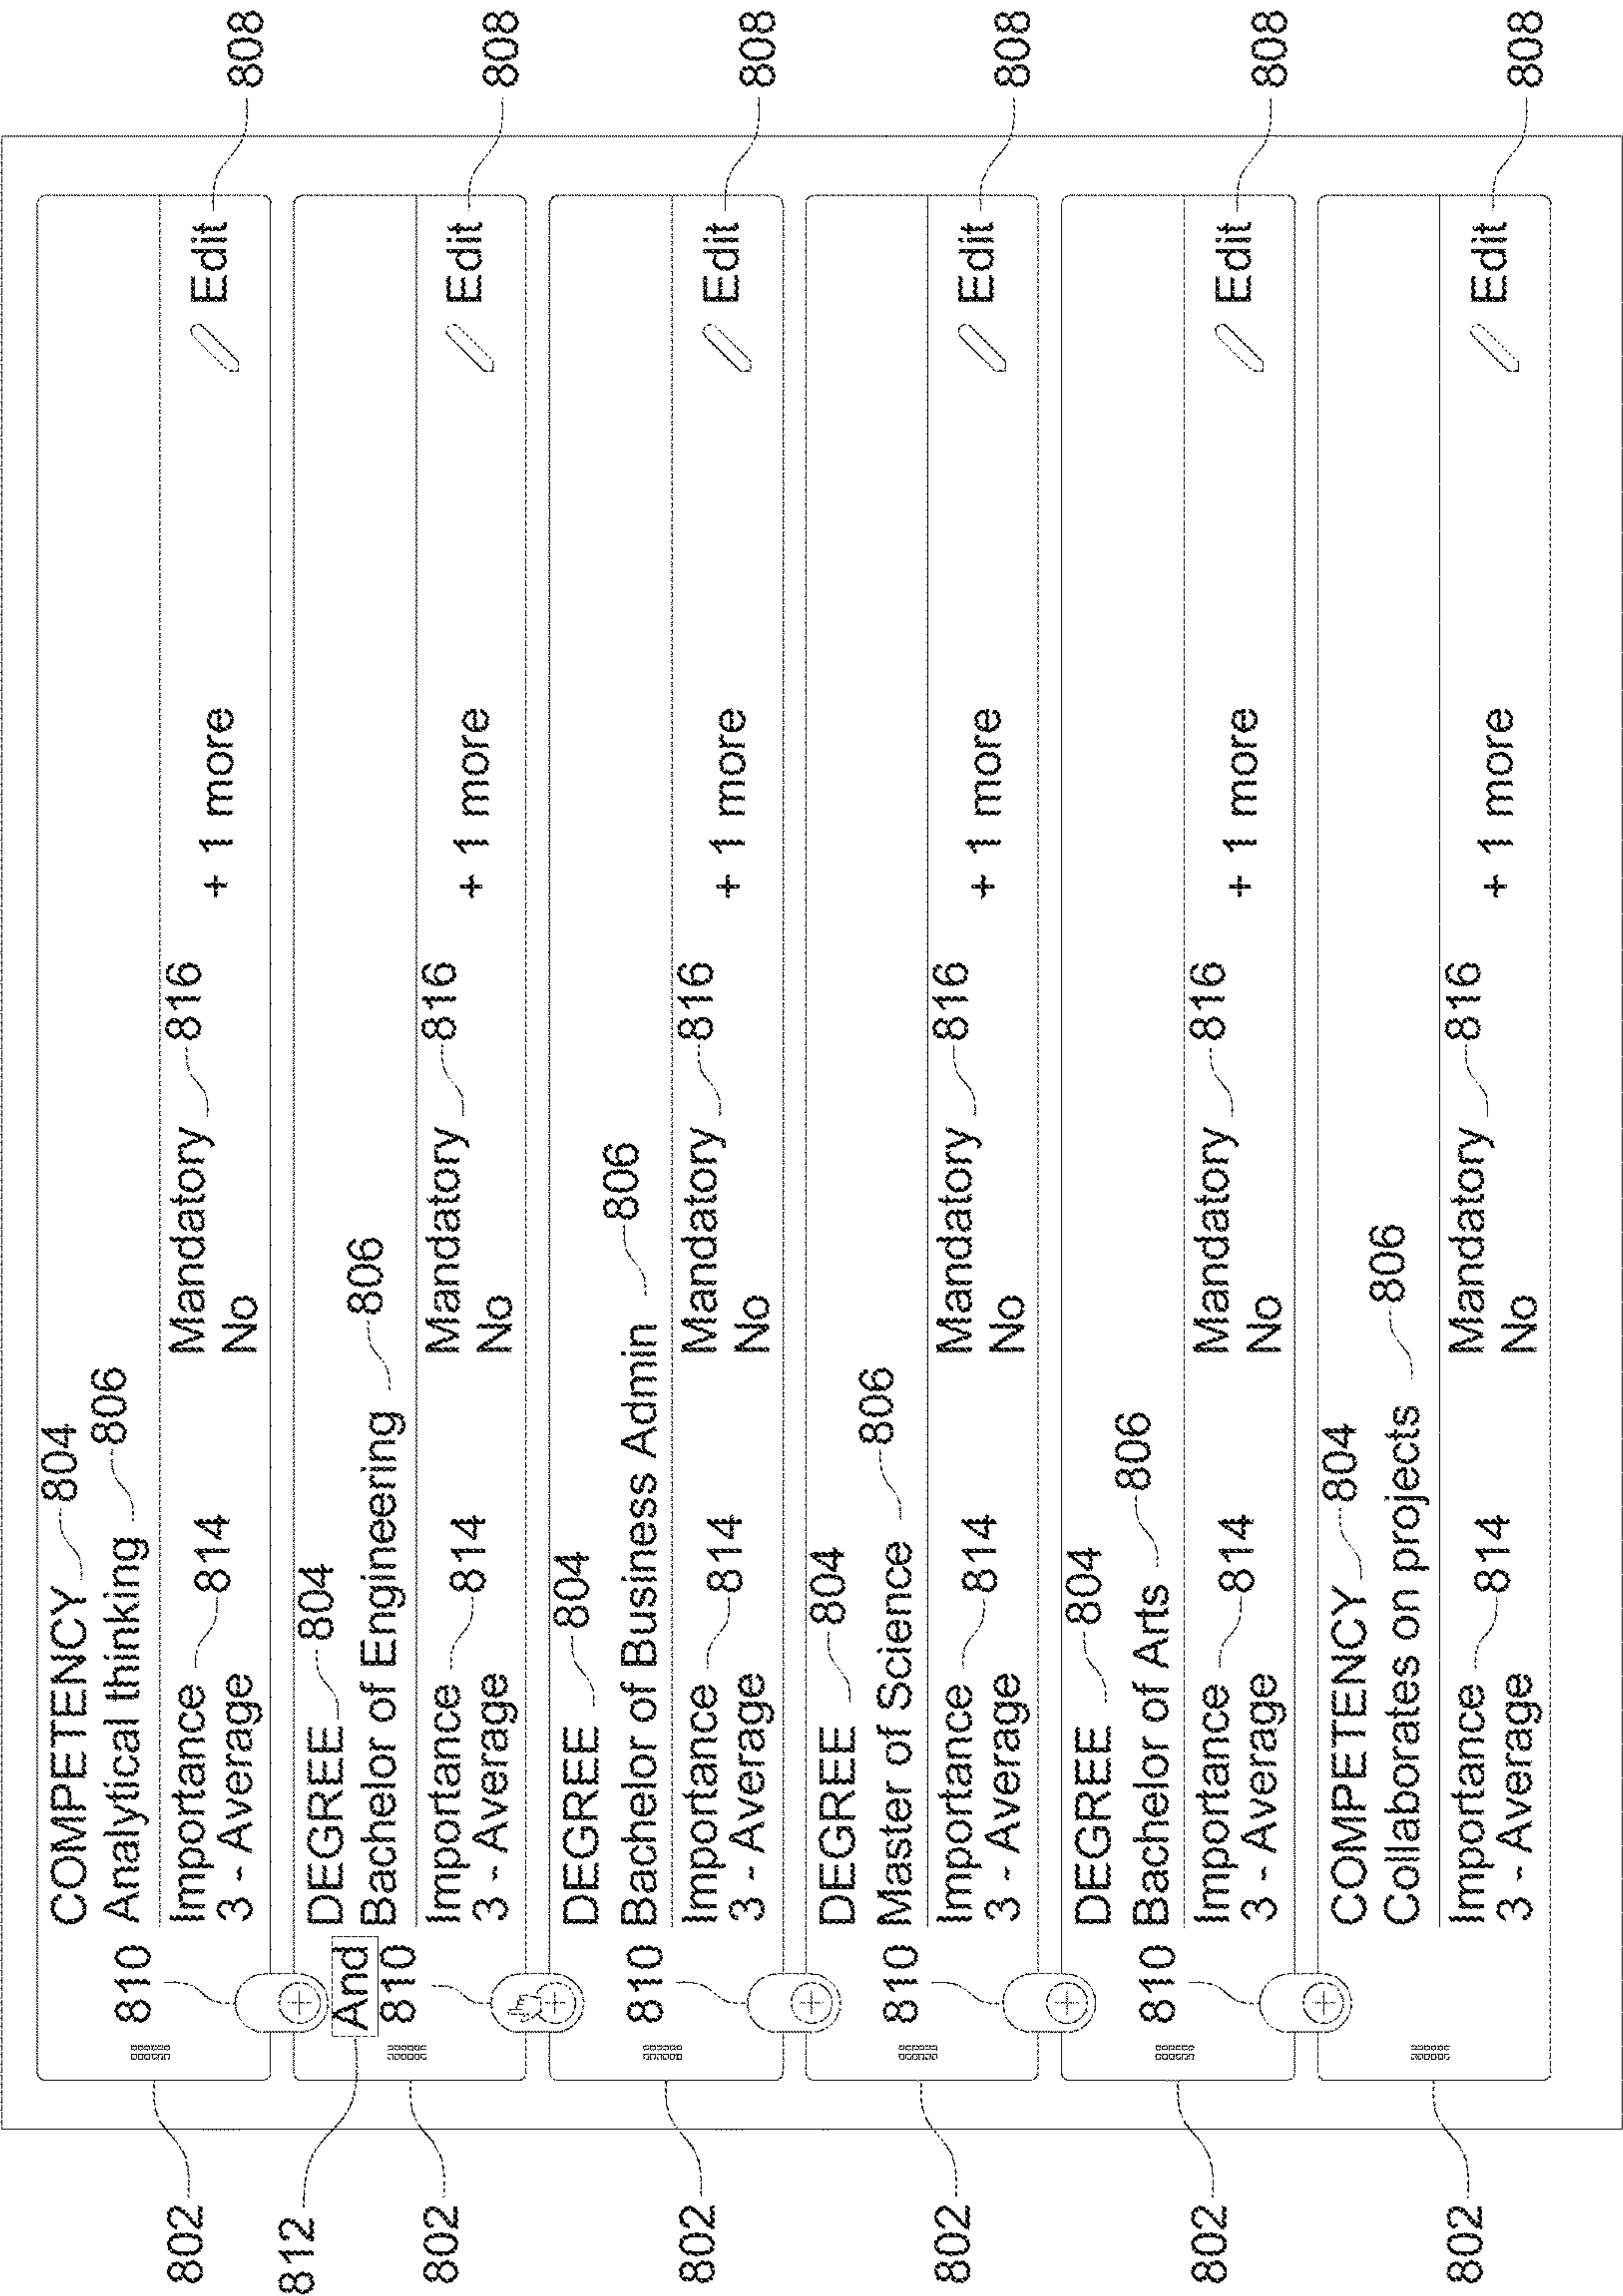 COMPETENCY 804 808
Analytical thinking 806
810
Importance 814 Mandatory 816 + 1 more Edit
3 - Average No
802
812
And
DEGREE 804 808
Bachelor of Engineering 806
810
Importance 814 Mandatory 816 + 1 more Edit
3 - Average No
802
DEGREE 804 808
Bachelor of Business Admin 806
810
Importance 814 Mandatory 816 + 1 more Edit
3 - Average No
802
DEGREE 804 808
Master of Science 806
810
Importance 814 Mandatory 816 + 1 more Edit
3 - Average No
802
DEGREE 804 808
Bachelor of Arts 806
810
Importance 814 Mandatory 816 + 1 more Edit
3 - Average No
802
COMPETENCY 804 808
Collaborates on projects 806
Importance 814 Mandatory 816 + 1 more Edit
3 - Average No
802